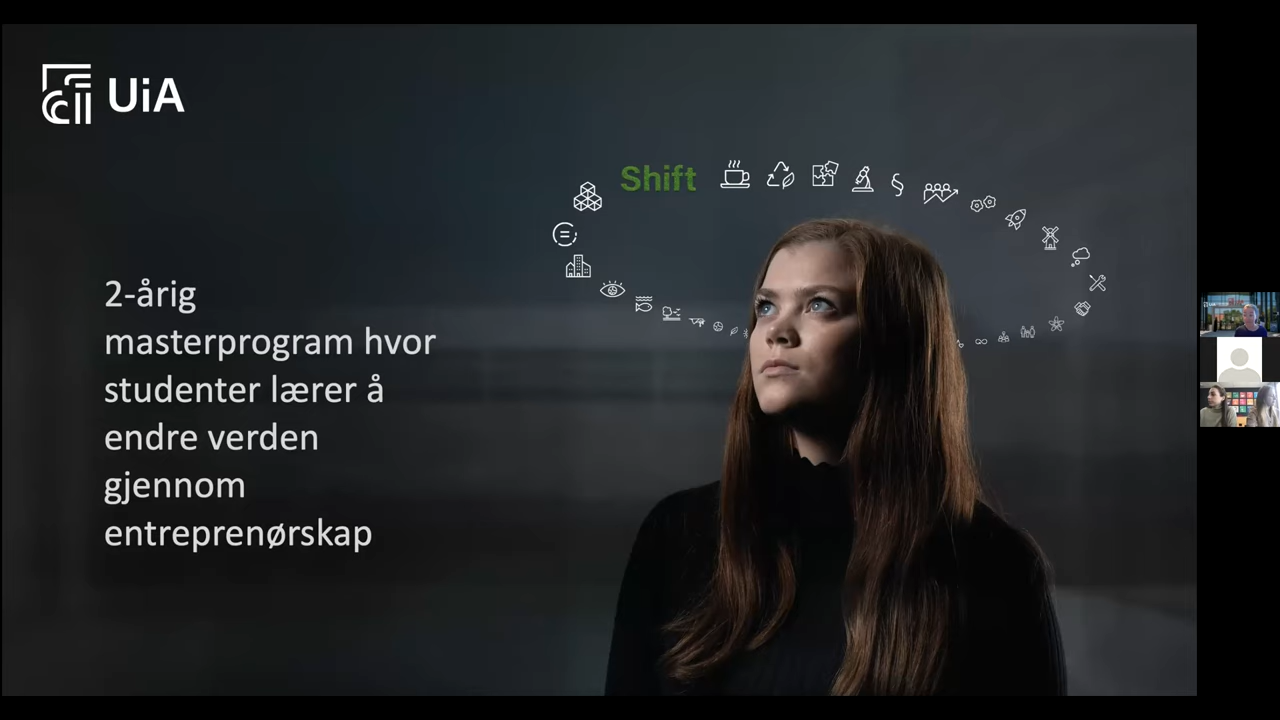 UiA
Shift
2-årig
masterprogram hvor
studenter lærer å
endre verden
gjennom
entreprenørskap